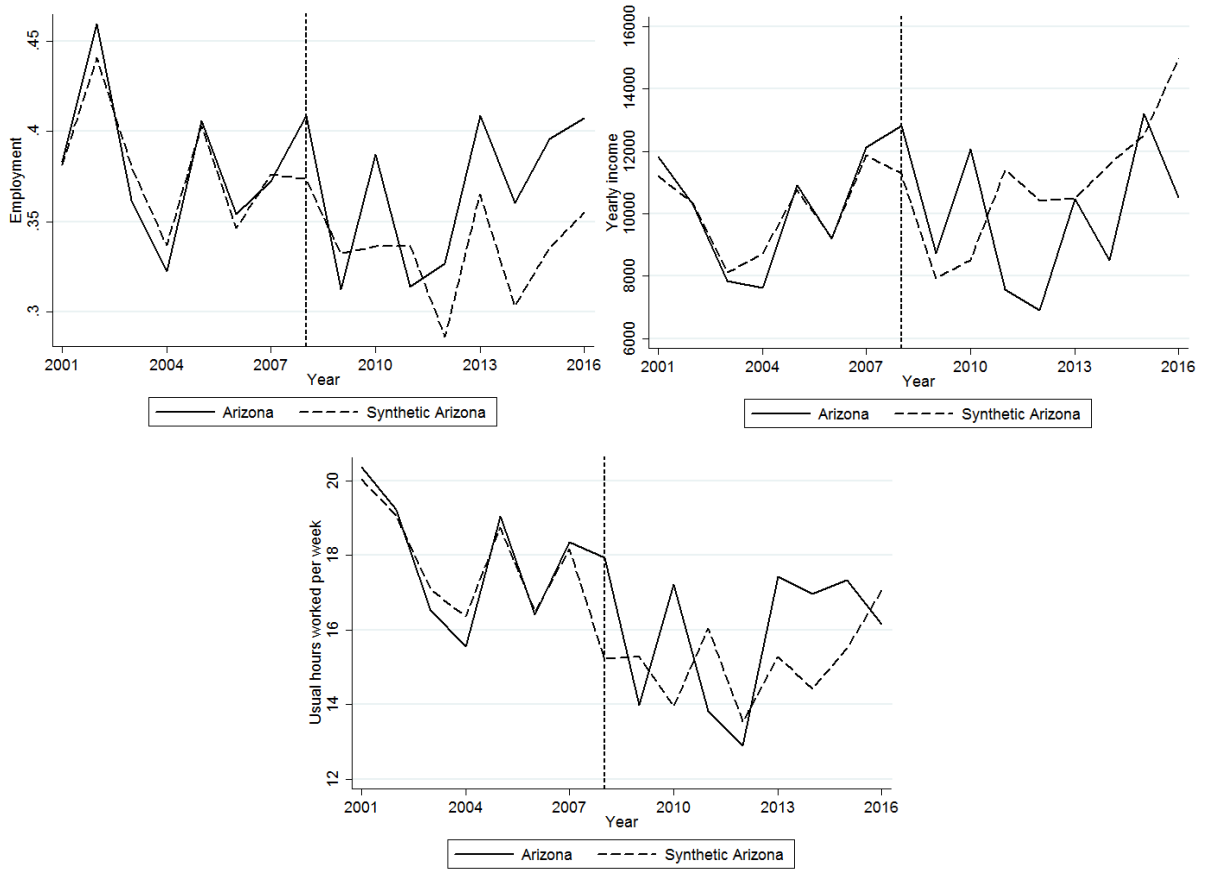 Employment
.45
.4
.35
.3
2001 2004 2007 2010 2013 2016
Year
Arizona Synthetic Arizona
Yearly income
16000
14000
12000
10000
8000
6000
2001 2004 2007 2010 2013 2016
Year
Arizona Synthetic Arizona
Usual hours worked per week
20
18
16
14
12
2001 2004 2007 2010 2013 2016
Year
Arizona Synthetic Arizona